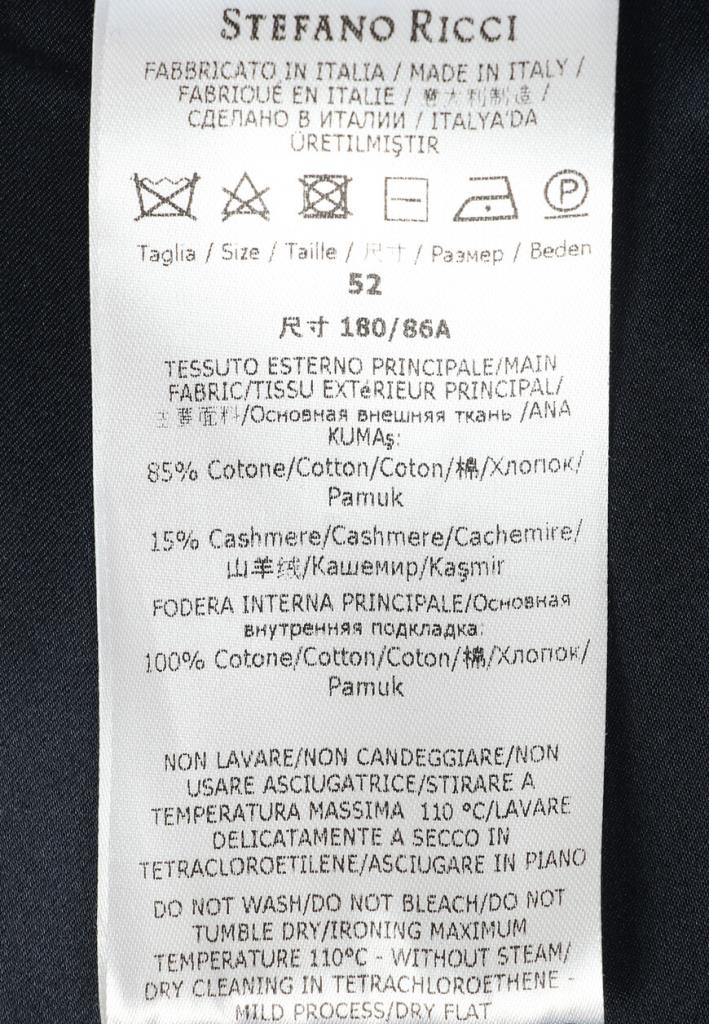 STEFANO RICCI
FABBRICATO IN ITALIA / MADE IN ITALY /
FABRIQUÉ EN ITALIE / 意大利制造 /
СДЕЛАНО В ИТАЛИИ / ITALYA'DA
ÜRETILMIŞTIR
P
Taglia / Size / Taille / 尺寸 / Размер / Beden
52
尺寸 180/86A
TESSUTO ESTERNO PRINCIPALE/MAIN
FABRIC/TISSU EXTéRIEUR PRINCIPAL/
主要面料/Основная внешняя ткань /ANA
KUMAş:
85% Cotone/Cotton/Coton/棉/Хлопок/
Pamuk
15% Cashmere/Cashmere/Cachemire/
山羊绒/Кашемир/Kaşmir
FODERA INTERNA PRINCIPALE/Основная
внутренняя подкладка:
100% Cotone/Cotton/Coton/棉/Хлопок/
Pamuk
NON LAVARE/NON CANDEGGIARE/NON
USARE ASCIUGATRICE/STIRARE A
TEMPERATURA MASSIMA 110 ºC/LAVARE
DELICATAMENTE A SECCO IN
TETRACLOROETILENE/ASCIUGARE IN PIANO
DO NOT WASH/DO NOT BLEACH/DO NOT
TUMBLE DRY/IRONING MAXIMUM
TEMPERATURE 110ºC - WITHOUT STEAM/
DRY CLEANING IN TETRACHLOROETHENE -
MILD PROCESS/DRY FLAT